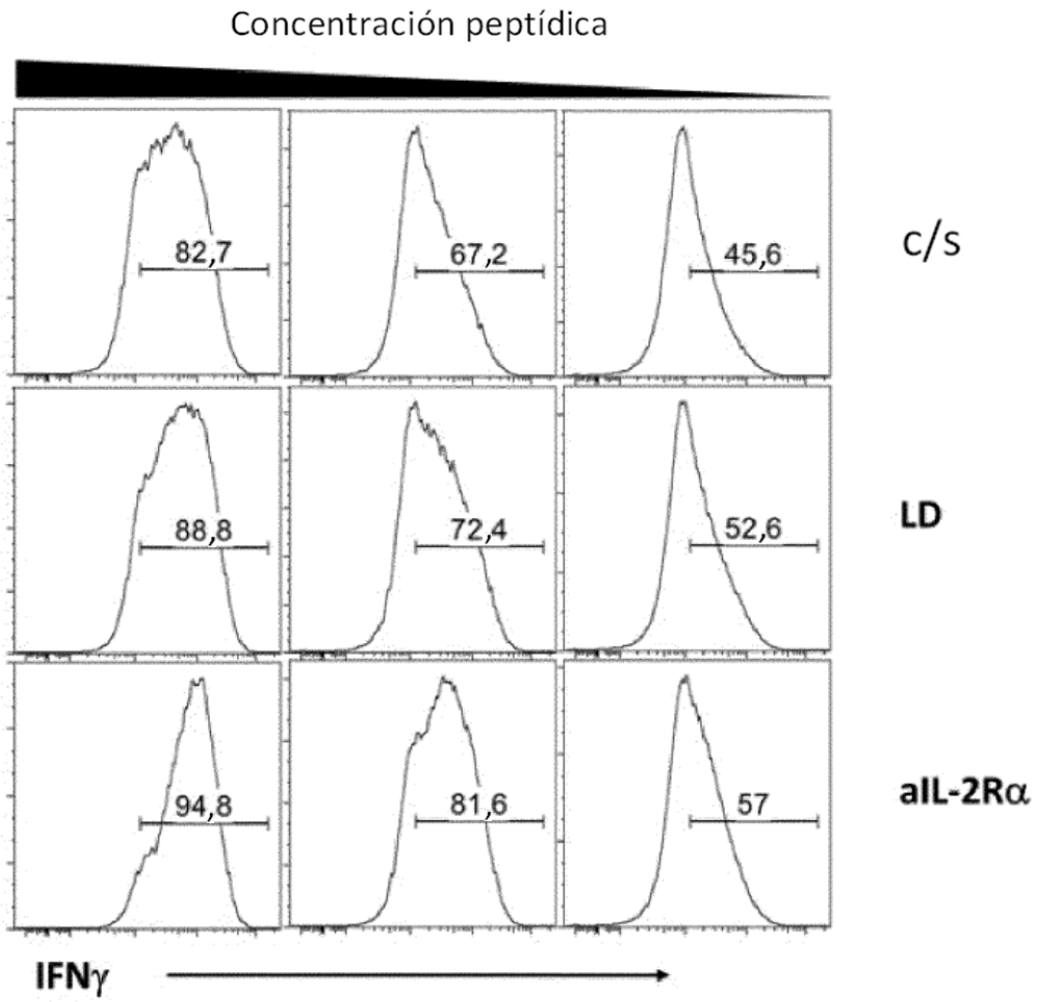 Concentración peptídica
82,7
67,2
45,6
c/s
88,8
72,4
52,6
LD
94,8
81,6
57
aIL-2Rα
IFNγ